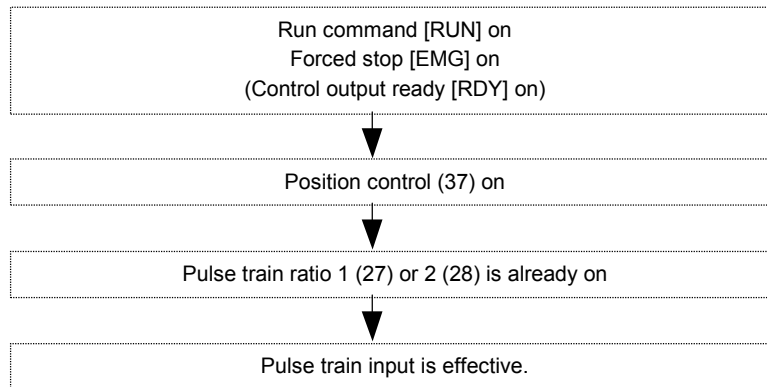 Run command [RUN] on
Forced stop [EMG] on
(Control output ready [RDY] on)
Position control (37) on
Pulse train ratio 1 (27) or 2 (28) is already on
Pulse train input is effective.